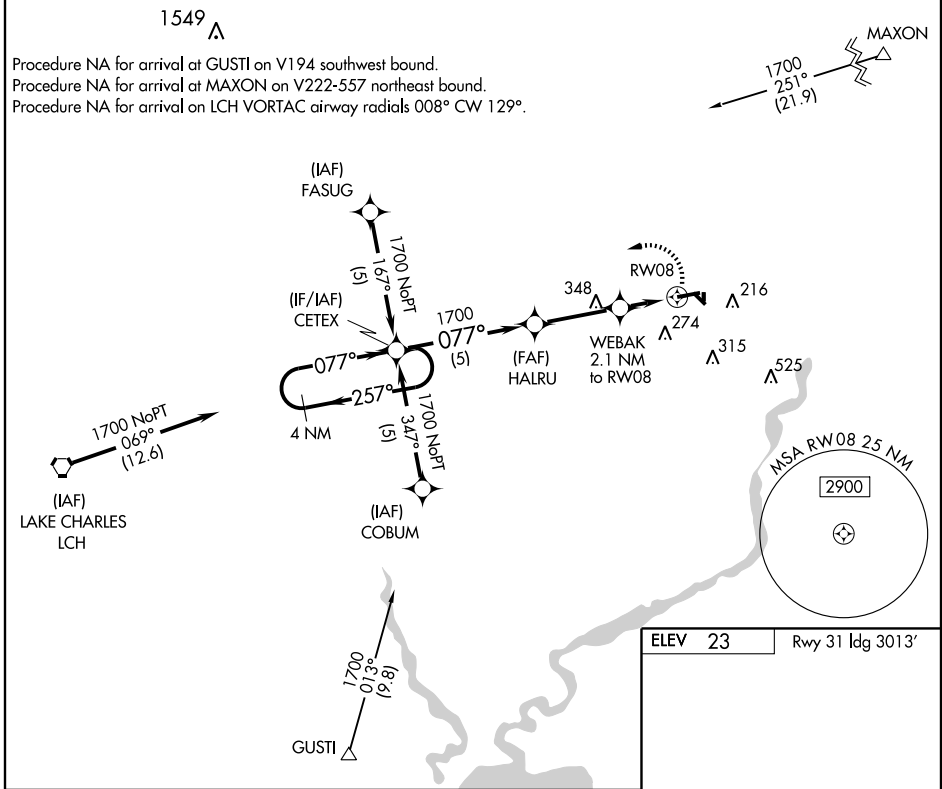 1549
Procedure NA for arrival at GUSTI on V194 southwest bound.
Procedure NA for arrival at MAXON on V222-557 northeast bound.
Procedure NA for arrival on LCH VORTAC airway radials 008° CW 129°.
MAXON
1700
251°
(21.9)
(IAF)
FASUG
1700 NoPT
167°
(5)
(IF/IAF)
CETEX
1700
077°
(5)
077°
257°
4 NM
(FAF)
HALRU
348
WEBAK
2.1 NM
to RW08
RW08
216
274
315
525
1700 NoPT
347°
(5)
(IAF)
COBUM
1700 NoPT
069°
(12.6)
(IAF)
LAKE CHARLES
LCH
MSA RW08 25 NM
2900
1700
013°
(9.8)
GUSTI
ELEV 23
Rwy 31 ldg 3013'